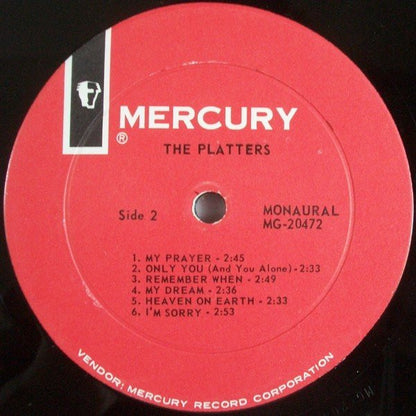 MERCURY
®
THE PLATTERS
Side 2
MONAURAL
MG-20472
1. MY PRAYER - 2:45
2. ONLY YOU (And You Alone) - 2:33
3. REMEMBER WHEN - 2:49
4. MY DREAM - 2:36
5. HEAVEN ON EARTH - 2:33
6. I'M SORRY - 2:53
VENDOR: MERCURY RECORD CORPORATION